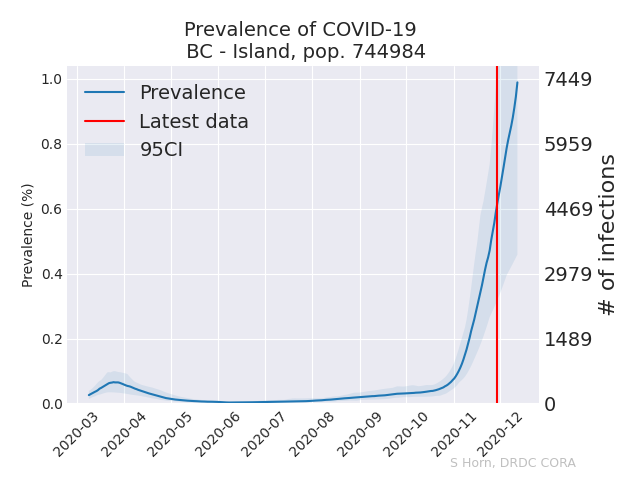 Prevalence of COVID-19
BC - Island, pop. 744984
Prevalence
Latest data
95CI
Prevalence (%)
1.0
0.8
0.6
0.4
0.2
0.0
7449
5959
4469
2979
1489
0
# of infections
2020-03
2020-04
2020-05
2020-06
2020-07
2020-08
2020-09
2020-10
2020-11
2020-12
S Horn, DRDC CORA